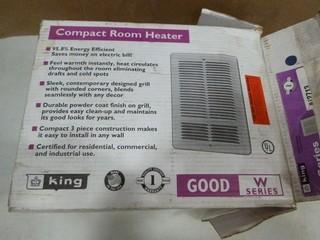 Compact Room Heater
95.8% Energy Efficient
Saves money on electric bill!
Feel warmth instantly, heat circulates
throughout the room eliminating
drafts and cold spots
Sleek, contemporary designed grill
with rounded corners, blends
seamlessly with any decor
Durable powder coat finish on grill,
provides easy clean-up and maintains
its good looks for years.
Compact 3 piece construction makes
it easy to install in any wall
Certified for residential, commercial,
and industrial use.
king
1
GOOD
W
SERIES
UL
king
SERIES